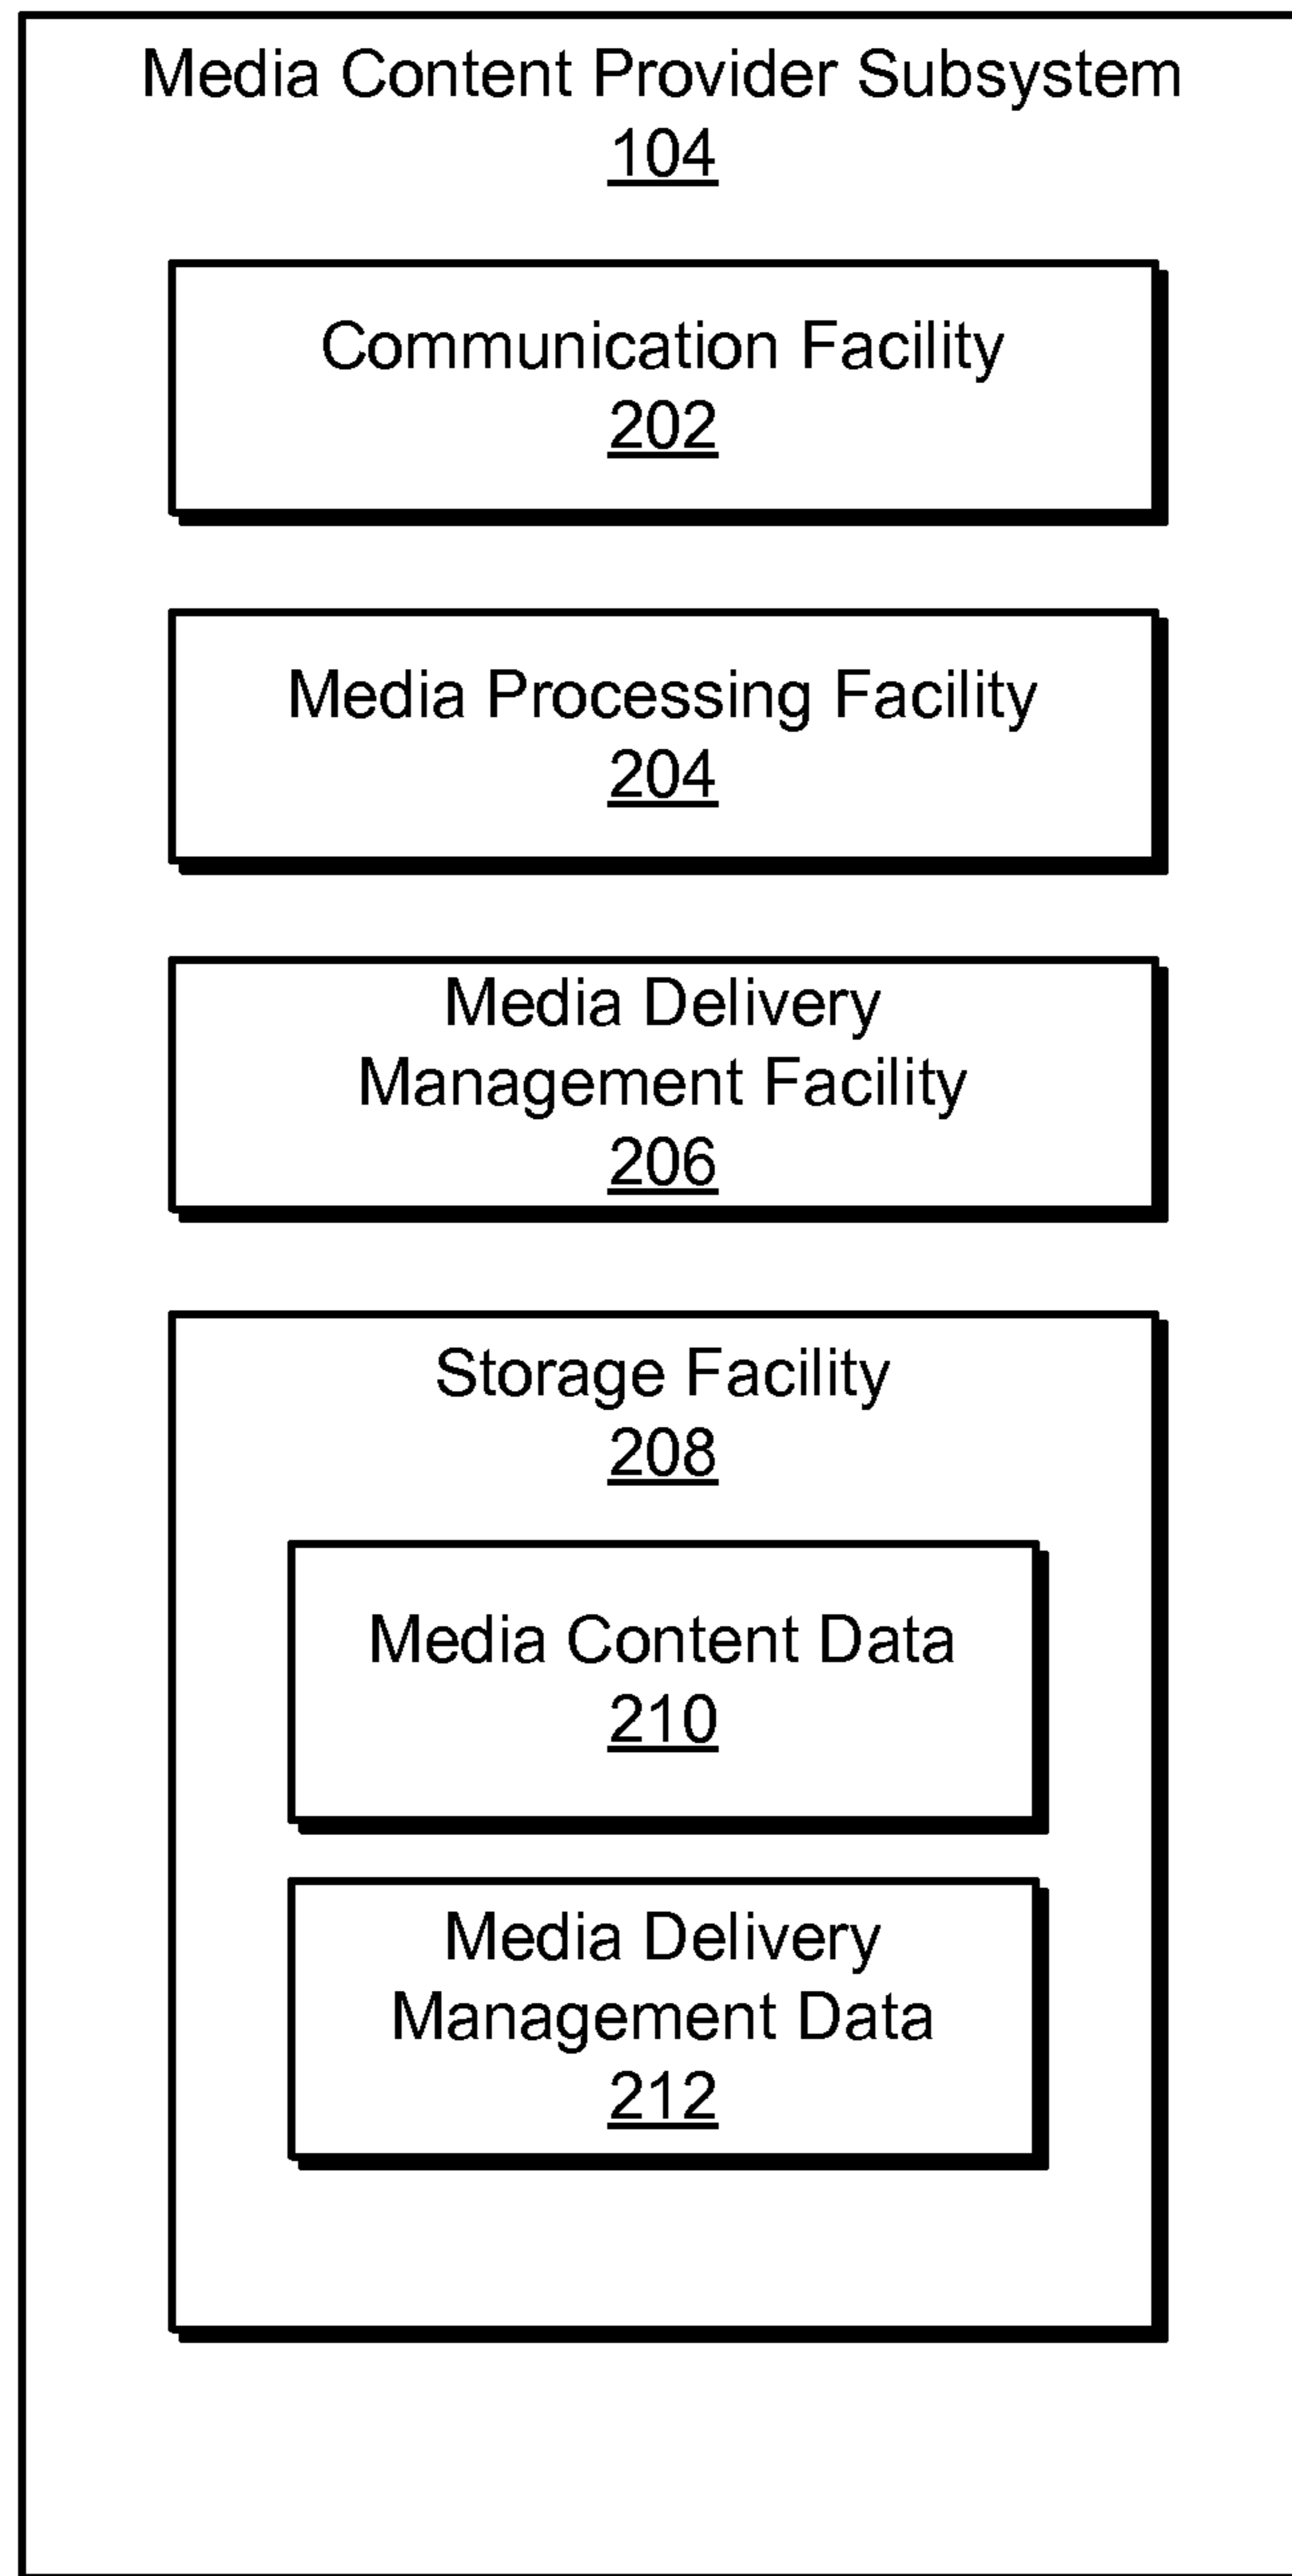 Media Content Provider Subsystem
104
Communication Facility
202
Media Processing Facility
204
Media Delivery
Management Facility
206
Storage Facility
208
Media Content Data
210
Media Delivery
Management Data
212